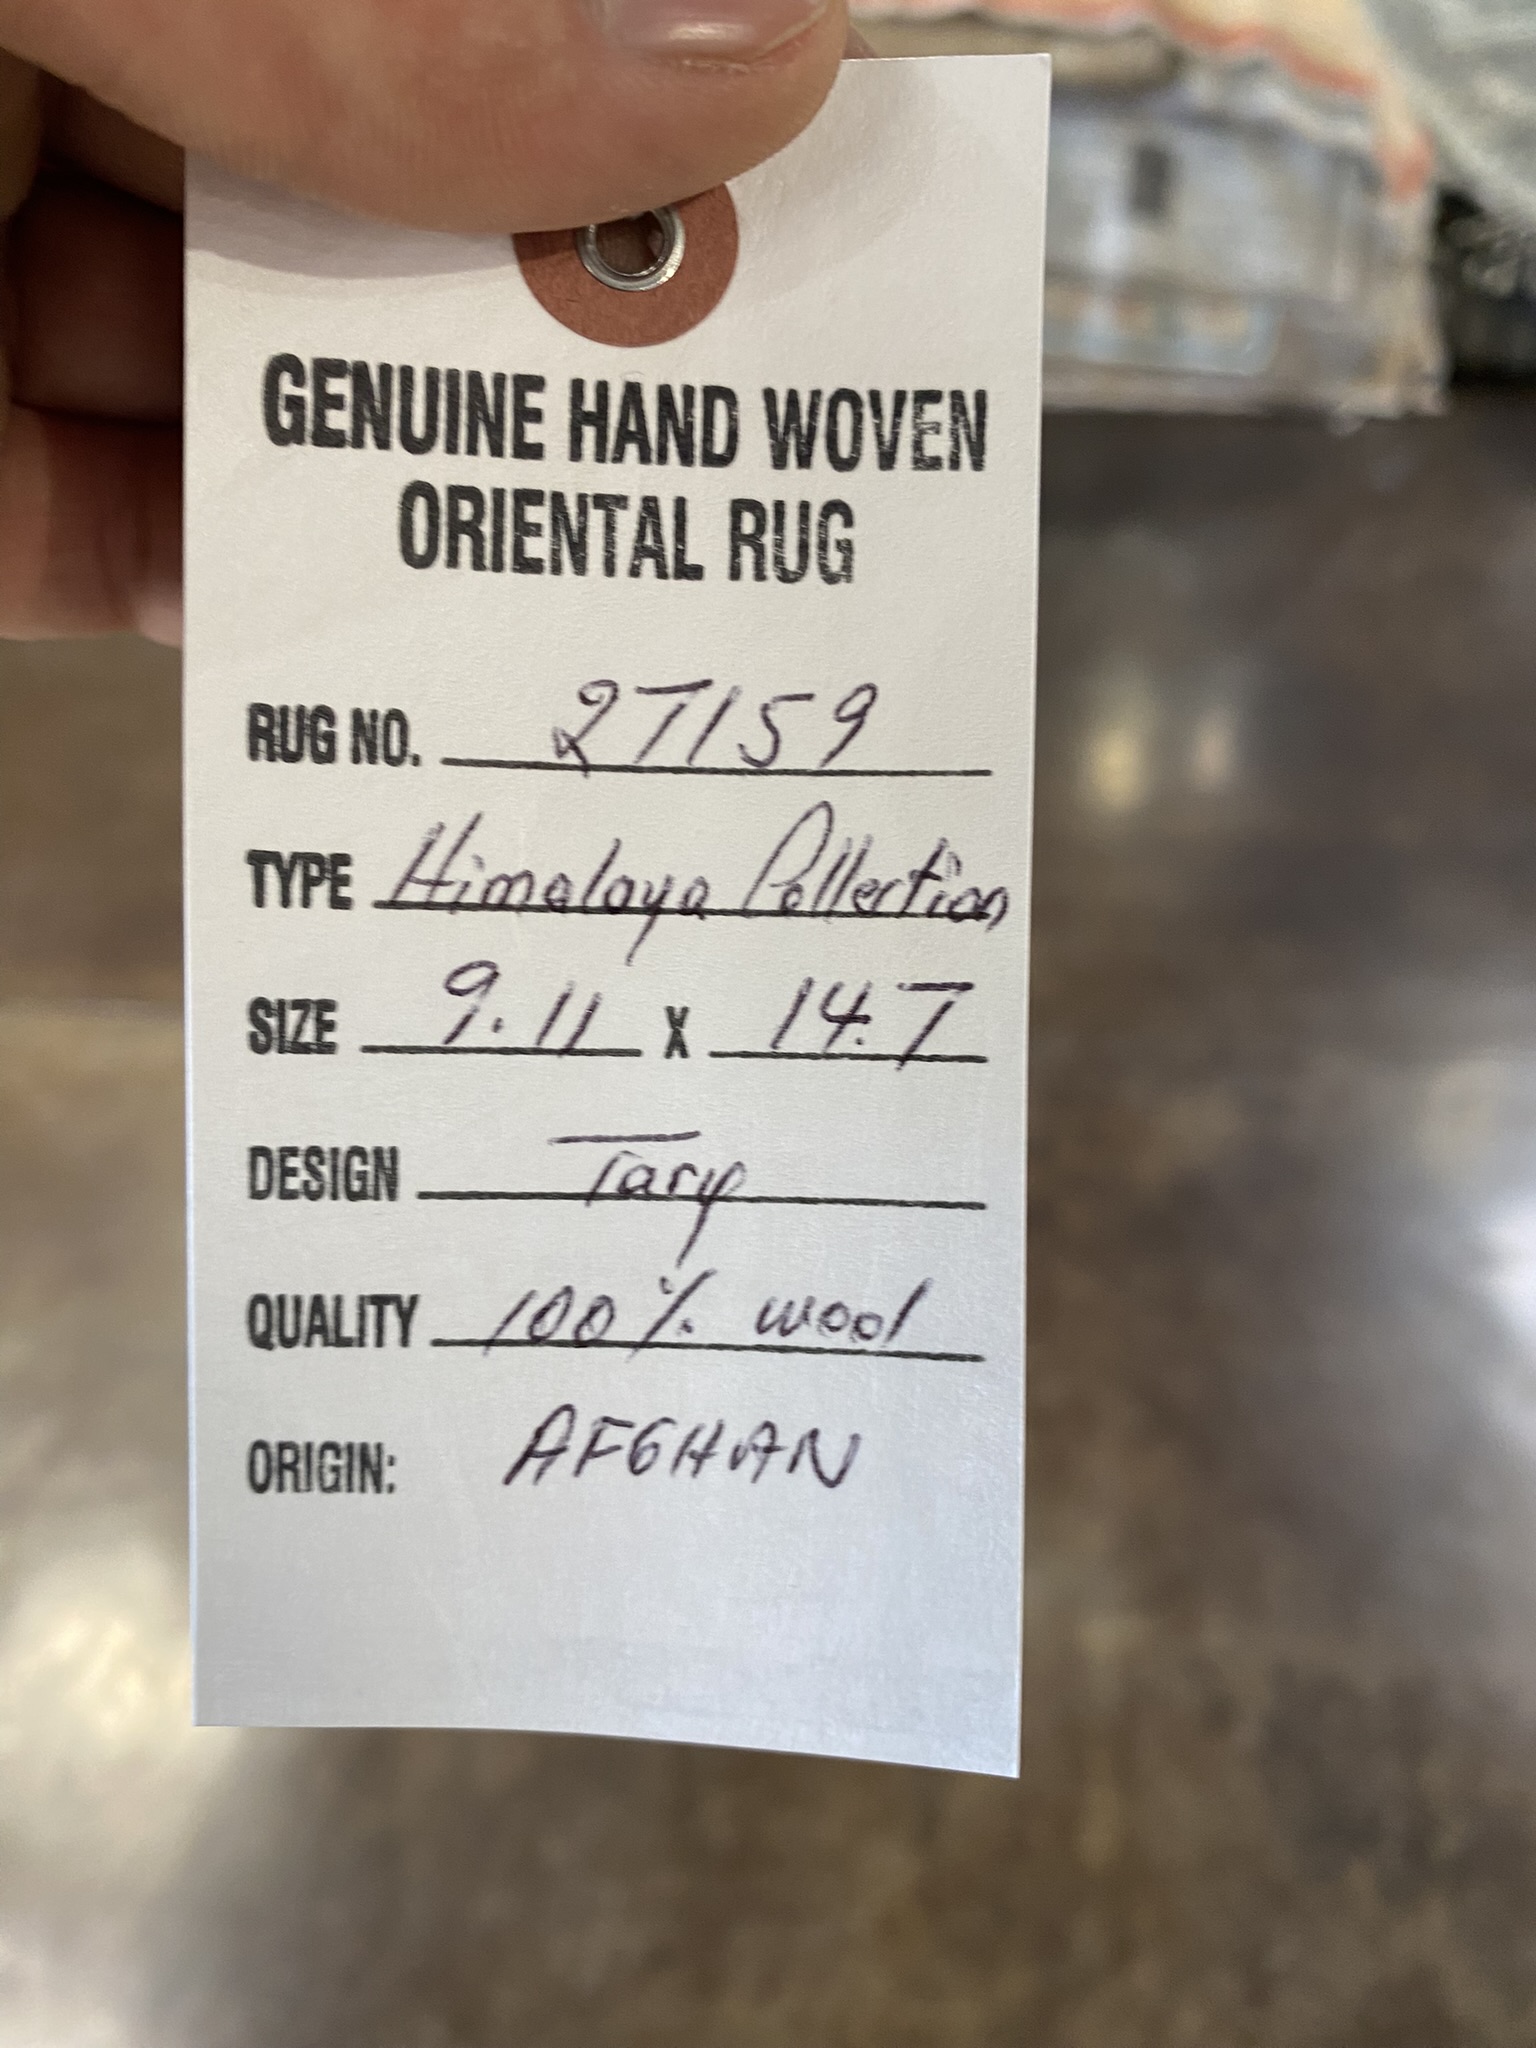 GENUINE HAND WOVEN
ORIENTAL RUG
RUG NO. 27159
TYPE Himalaya Collection
SIZE 9.11 X 14.7
DESIGN
QUALITY 100% wool
ORIGIN: AFGHAN